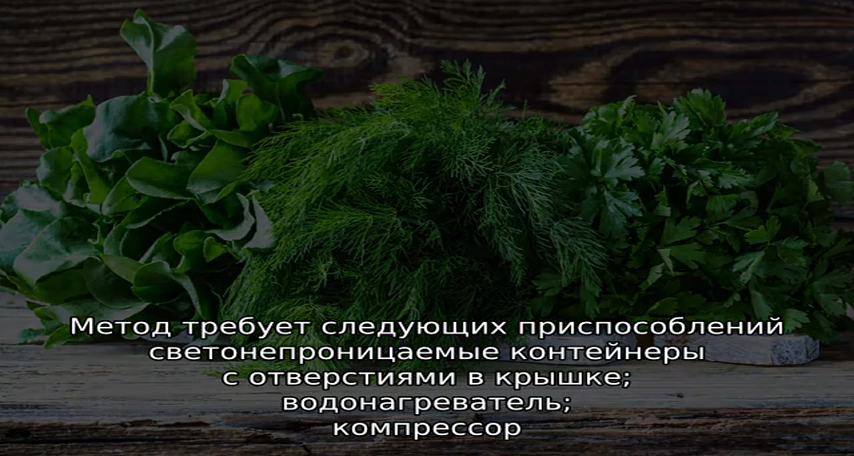 Метод требует следующих приспособлений
светонепроницаемые контейнеры
с отверстиями в крышке;
водонагреватель;
компрессор